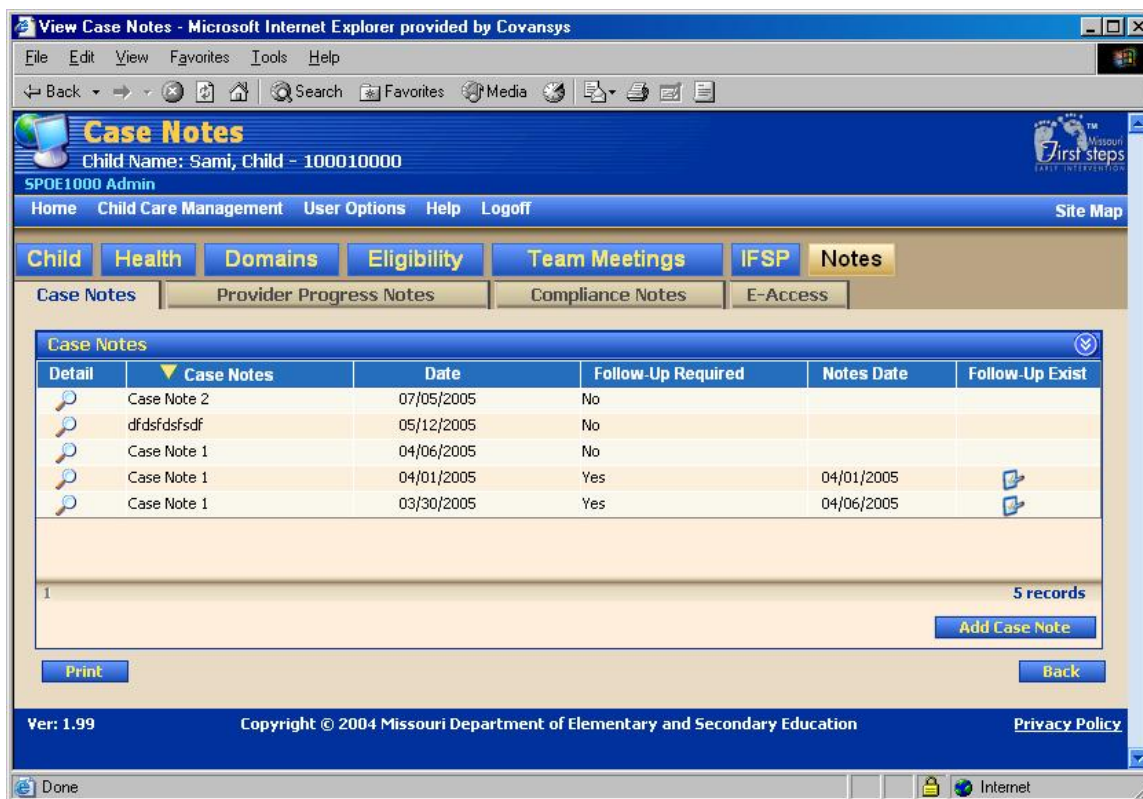 View Case Notes - Microsoft Internet Explorer provided by Covansys
File Edit View Favorites Tools Help
Back Search Favorites Media
Case Notes
Child Name: Sami, Child - 100010000
SPOE1000 Admin
TM
Missouri
First steps
EARLY INTERVENTION
Home Child Care Management User Options Help Logoff Site Map
Child Health Domains Eligibility Team Meetings IFSP Notes
Case Notes Provider Progress Notes Compliance Notes E-Access
Case Notes
Detail Case Notes Date Follow-Up Required Notes Date Follow-Up Exist
Case Note 2 07/05/2005 No
dfdsfdsfsdf 05/12/2005 No
Case Note 1 04/06/2005 No
Case Note 1 04/01/2005 Yes 04/01/2005
Case Note 1 03/30/2005 Yes 04/06/2005
1 5 records
Add Case Note
Print Back
Ver: 1.99 Copyright © 2004 Missouri Department of Elementary and Secondary Education Privacy Policy
Done Internet